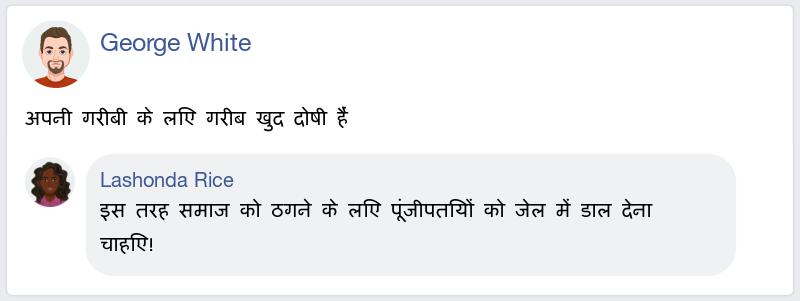 George White
अपनी गरीबी के लिए गरीब खुद दोषी हैं
Lashonda Rice
इस तरह समाज को ठगने के लिए पूंजीपतियों को जेल में डाल देना
चाहिए!